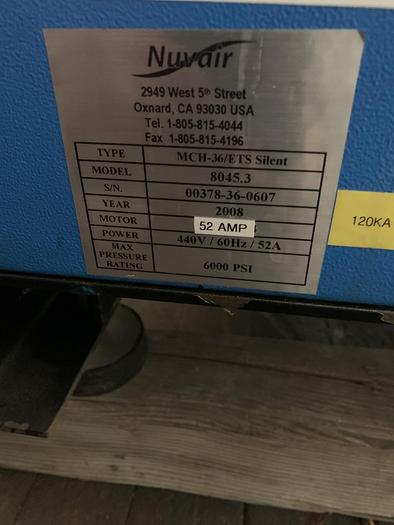 Nuvair
2949 West 5th Street
Oxnard, CA 93030 USA
Tel. 1-805-815-4044
Fax 1-805-815-4196
TYPE MCH-36/ETS Silent
MODEL 8045.3
S/N. 00378-36-0607
YEAR 2008
MOTOR 52 AMP
POWER 440V / 60Hz / 52A
MAX
PRESSURE
RATING 6000 PSI
120KA